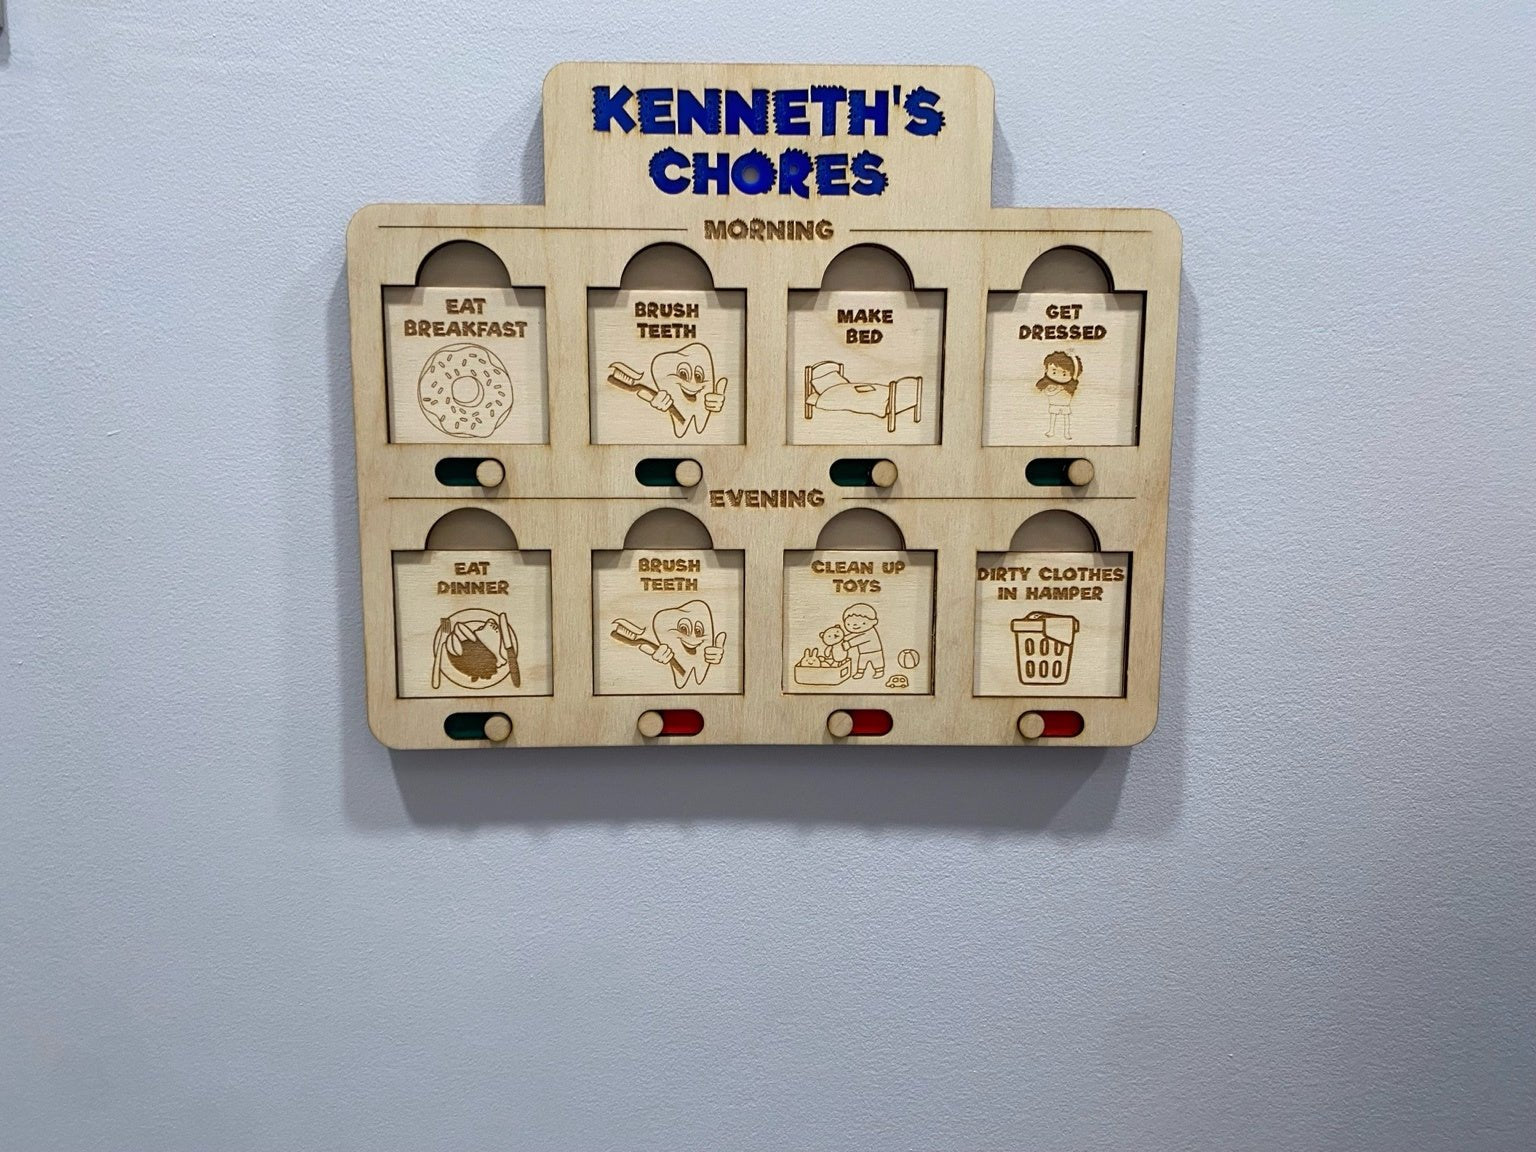 KENNETH'S
CHORES
MORNING
EAT
BREAKFAST
BRUSH
TEETH
MAKE
BED
GET
DRESSED
EVENING
EAT
DINNER
BRUSH
TEETH
CLEAN UP
TOYS
DIRTY CLOTHES
IN HAMPER